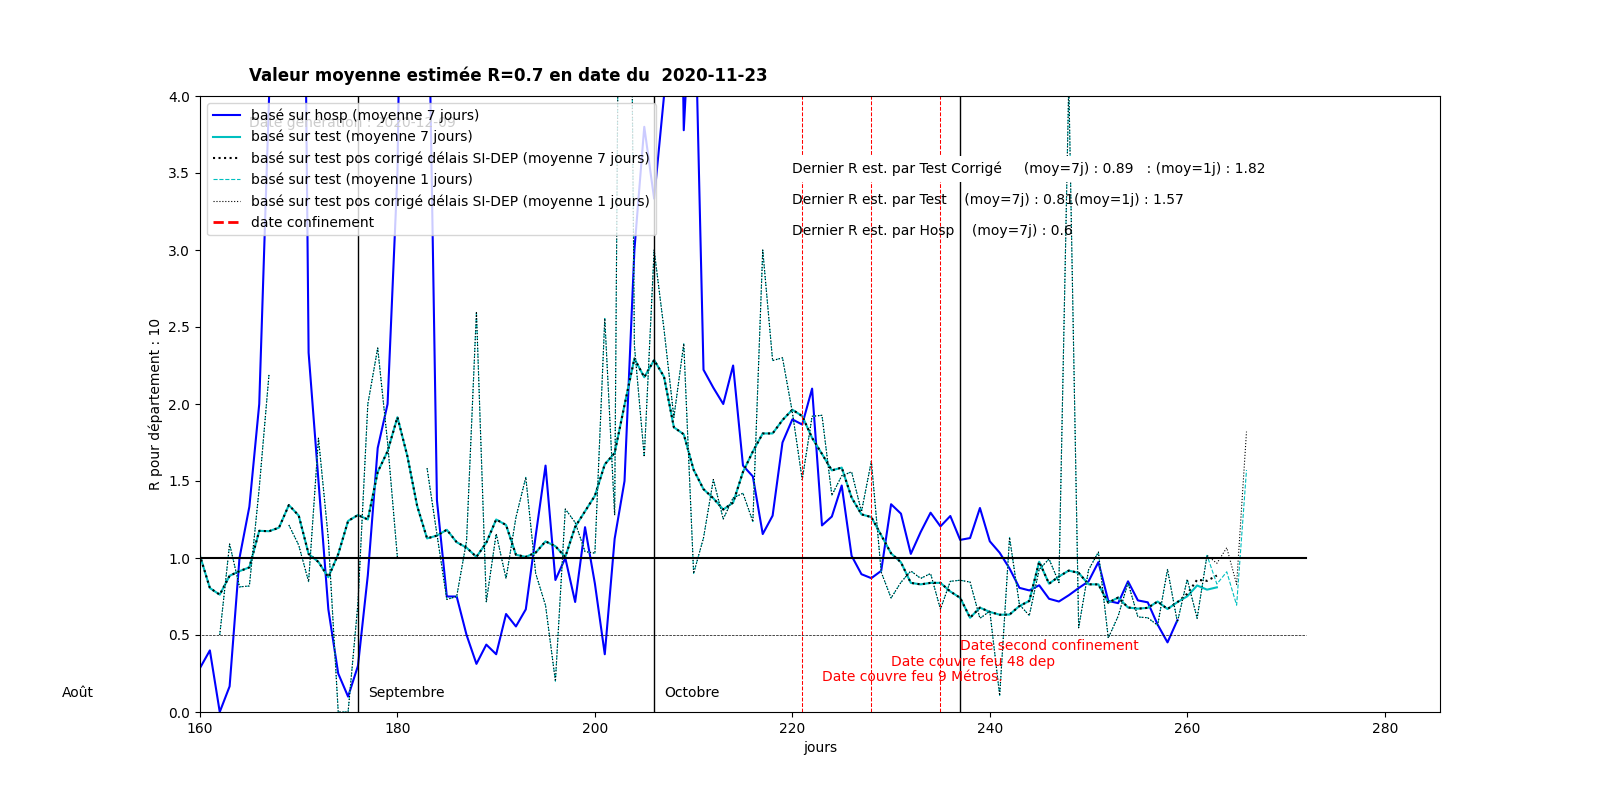 Valeur moyenne estimée R=0.7 en date du  2020-11-23
4.0
3.5
3.0
2.5
2.0
1.5
1.0
0.5
0.0
R pour département : 10
basé sur hosp (moyenne 7 jours)
basé sur test (moyenne 7 jours)
basé sur test pos corrigé délais SI-DEP (moyenne 7 jours)
basé sur test (moyenne 1 jours)
basé sur test pos corrigé délais SI-DEP (moyenne 1 jours)
date confinement
Dernier R est. par Test Corrigé     (moy=7j) : 0.89   : (moy=1j) : 1.82
Dernier R est. par Test    (moy=7j) : 0.81(moy=1j) : 1.57
Dernier R est. par Hosp    (moy=7j) : 0.6
Date second confinement
Date couvre feu 48 dep
Date couvre feu 9 Métros
Août
Septembre
Octobre
160 180 200 220 240 260 280
jours